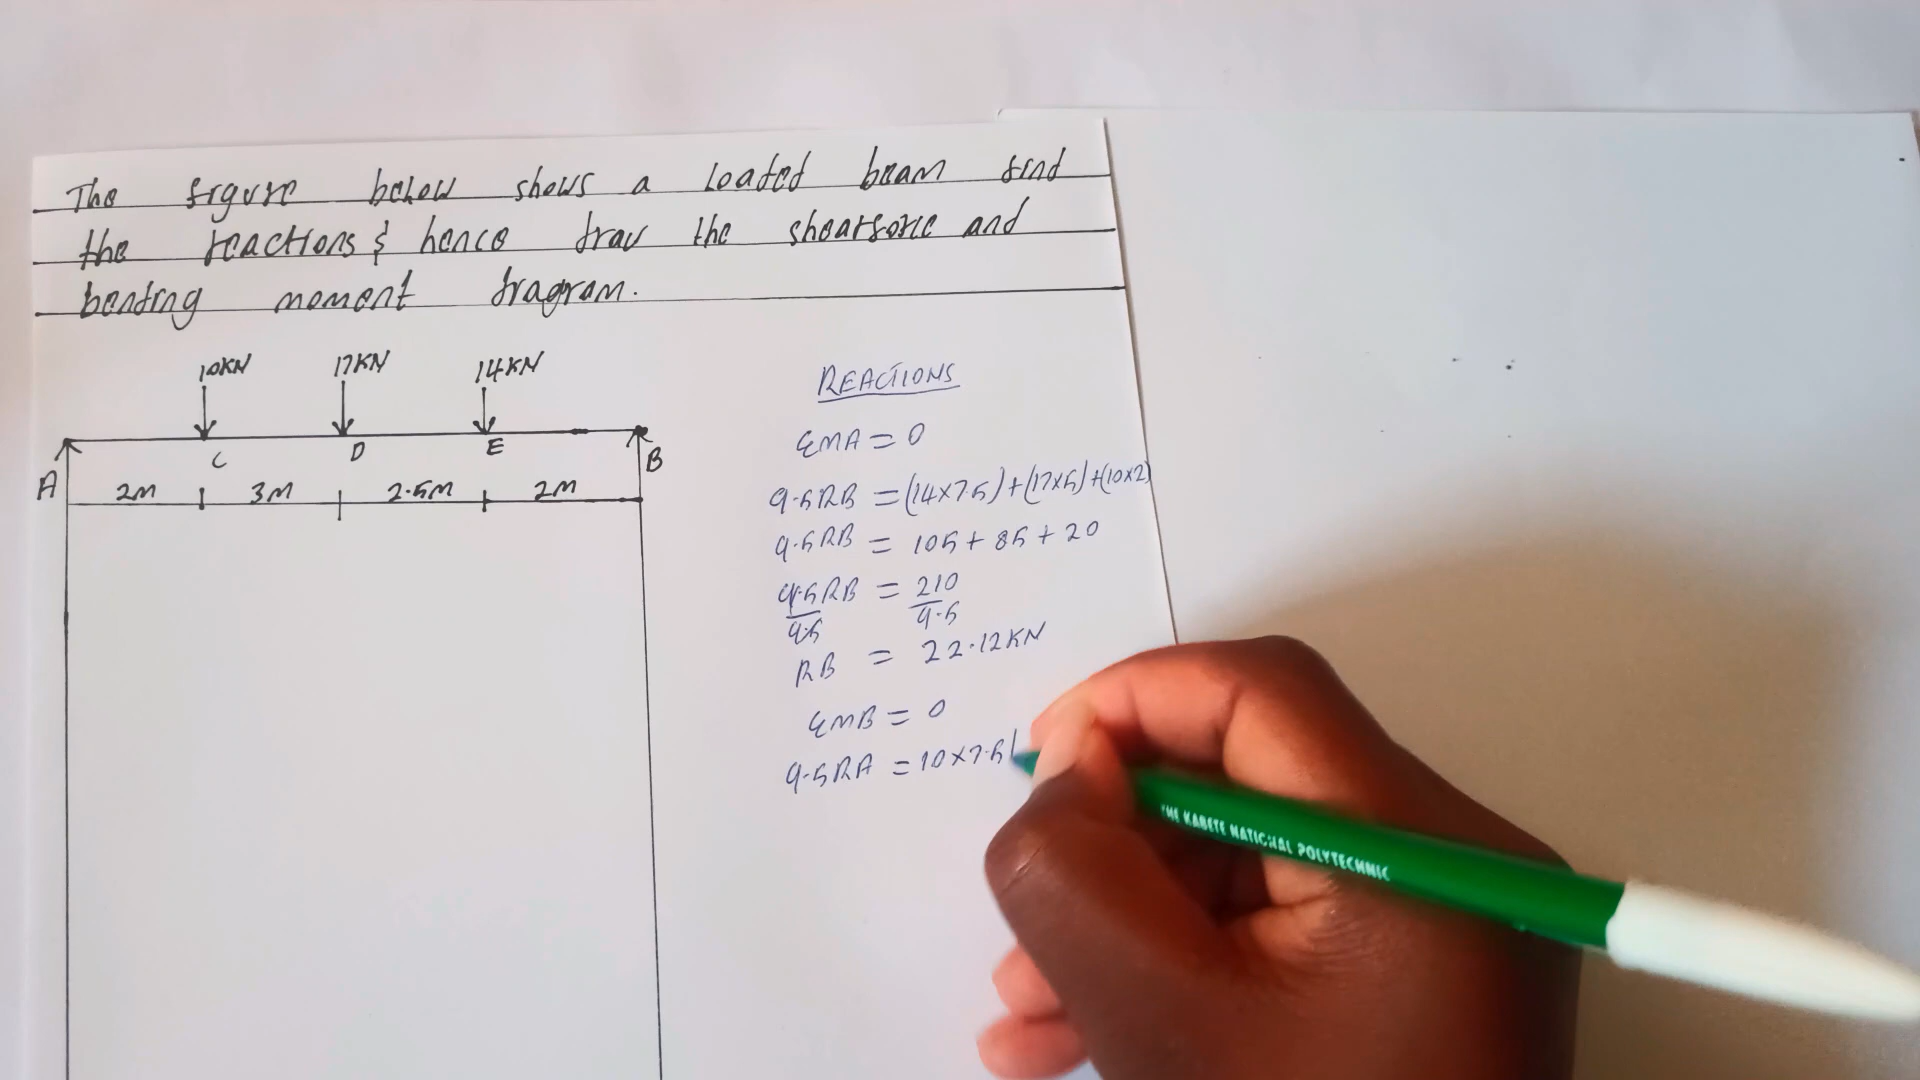 The figure below shows a loaded beam find
the reactions & hence draw the shearforce and
bending moment diagram.
10KN 17KN 14KN
A C D E B
2M 3M 2.5M 2M
REACTIONS
ΣMA = 0
9.5RB = (14×7.5)+(17×5)+(10×2)
9.5RB = 105 + 85 + 20
9.5RB = 210
9.5 9.5
RB = 22.12KN
ΣMB = 0
9.5RA = 10×7.5
THE KABETE NATIONAL POLYTECHNIC